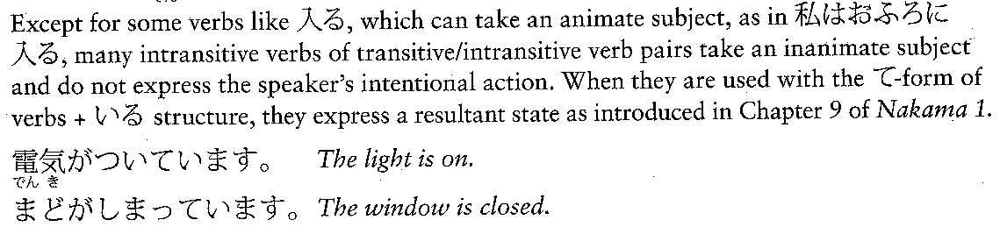 Except for some verbs like 入る, which can take an animate subject, as in 私はおふろに
入る, many intransitive verbs of transitive/intransitive verb pairs take an inanimate subject
and do not express the speaker's intentional action. When they are used with the て-form of
verbs + いる structure, they express a resultant state as introduced in Chapter 9 of Nakama 1.
電気がついています。 The light is on.
でん き
まどがしまっています。 The window is closed.